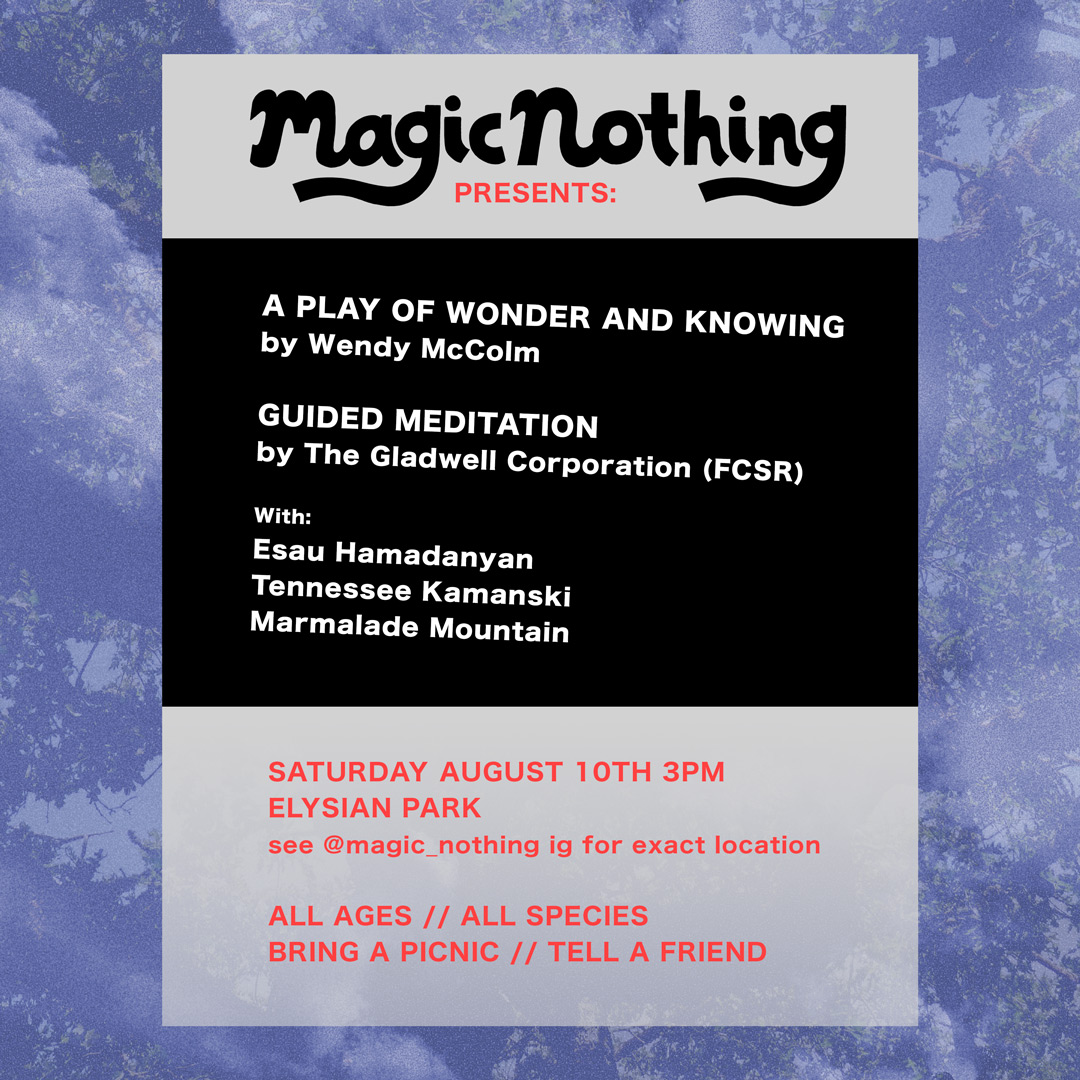 Magic Nothing
PRESENTS:
A PLAY OF WONDER AND KNOWING
by Wendy McColm
GUIDED MEDITATION
by The Gladwell Corporation (FCSR)
With:
Esau Hamadanyan
Tennessee Kamanski
Marmalade Mountain
SATURDAY AUGUST 10TH 3PM
ELYSIAN PARK
see @magic_nothing ig for exact location
ALL AGES // ALL SPECIES
BRING A PICNIC // TELL A FRIEND